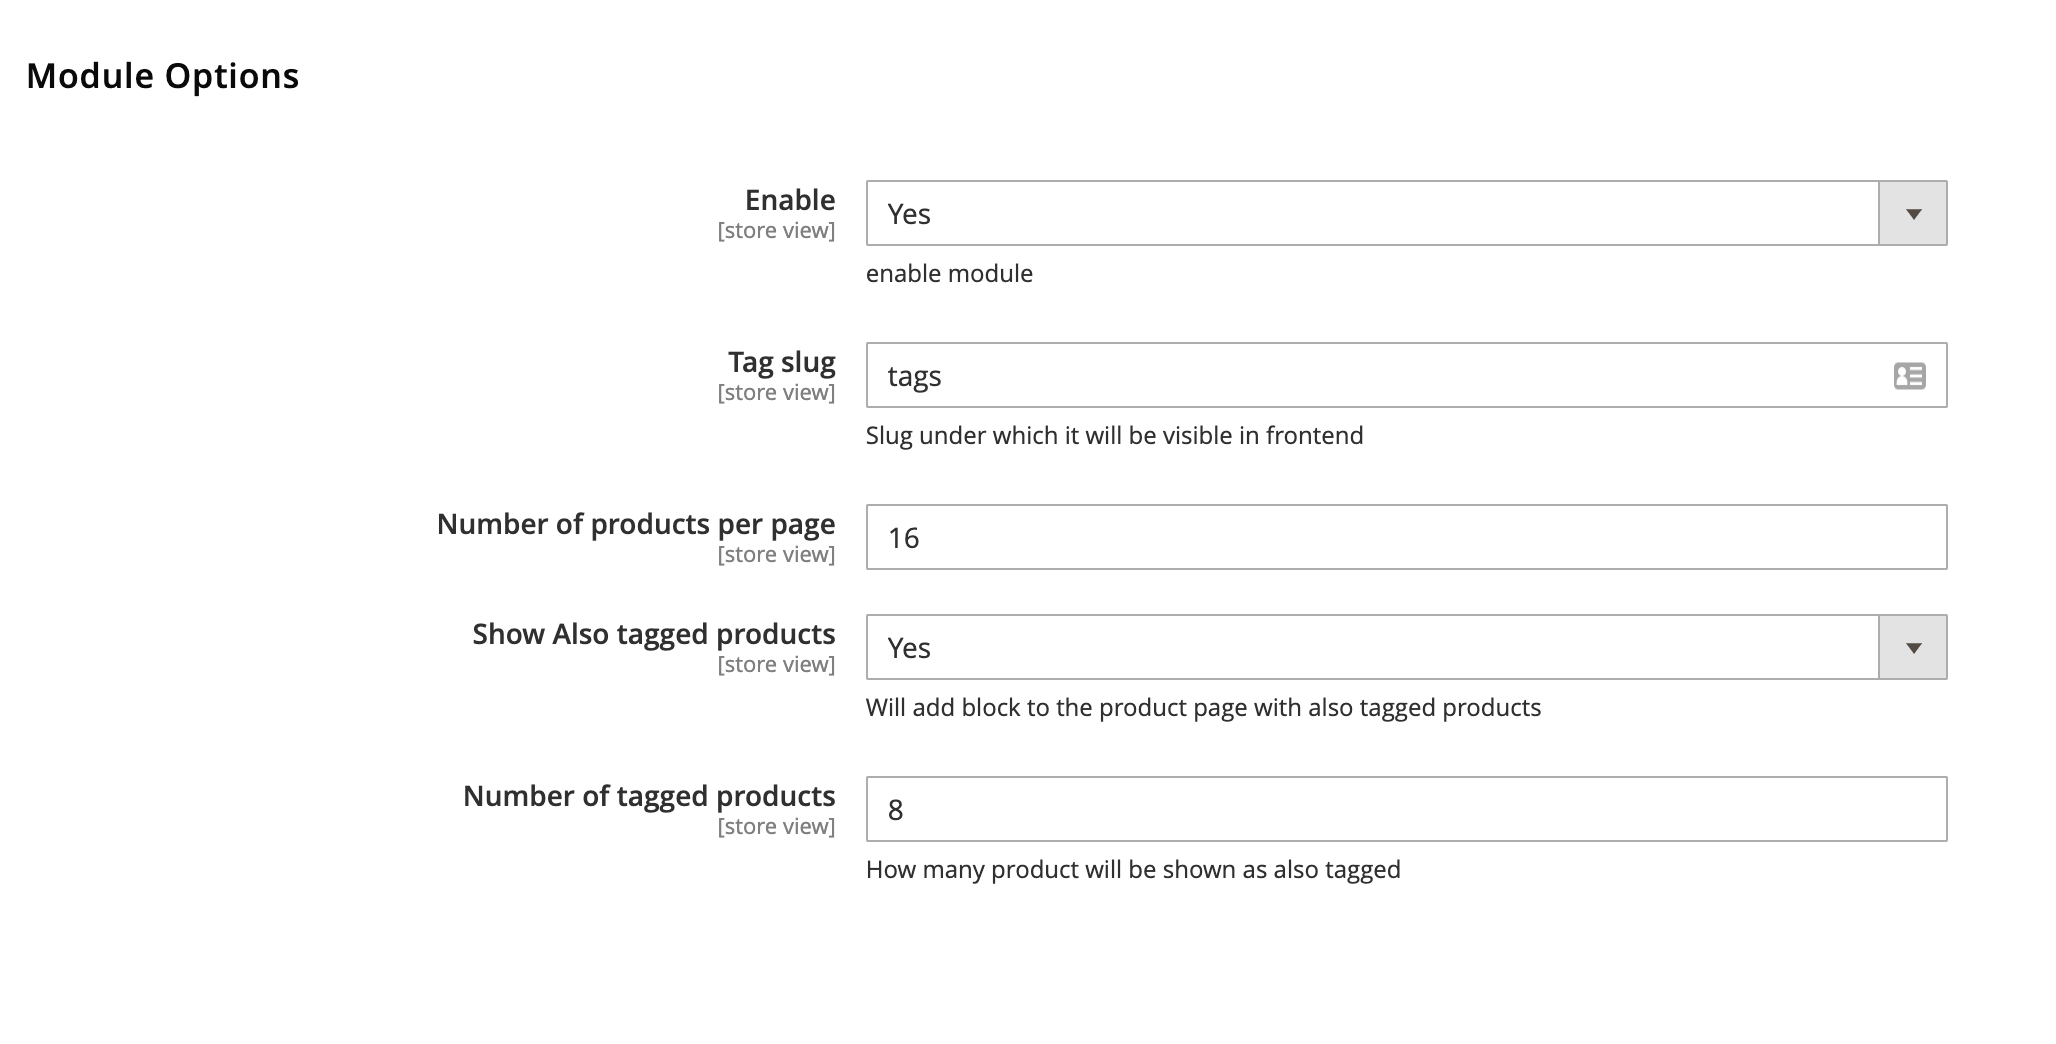 Module Options
Enable
[store view]
Yes
enable module
Tag slug
[store view]
tags
Slug under which it will be visible in frontend
Number of products per page
[store view]
16
Show Also tagged products
[store view]
Yes
Will add block to the product page with also tagged products
Number of tagged products
[store view]
8
How many product will be shown as also tagged